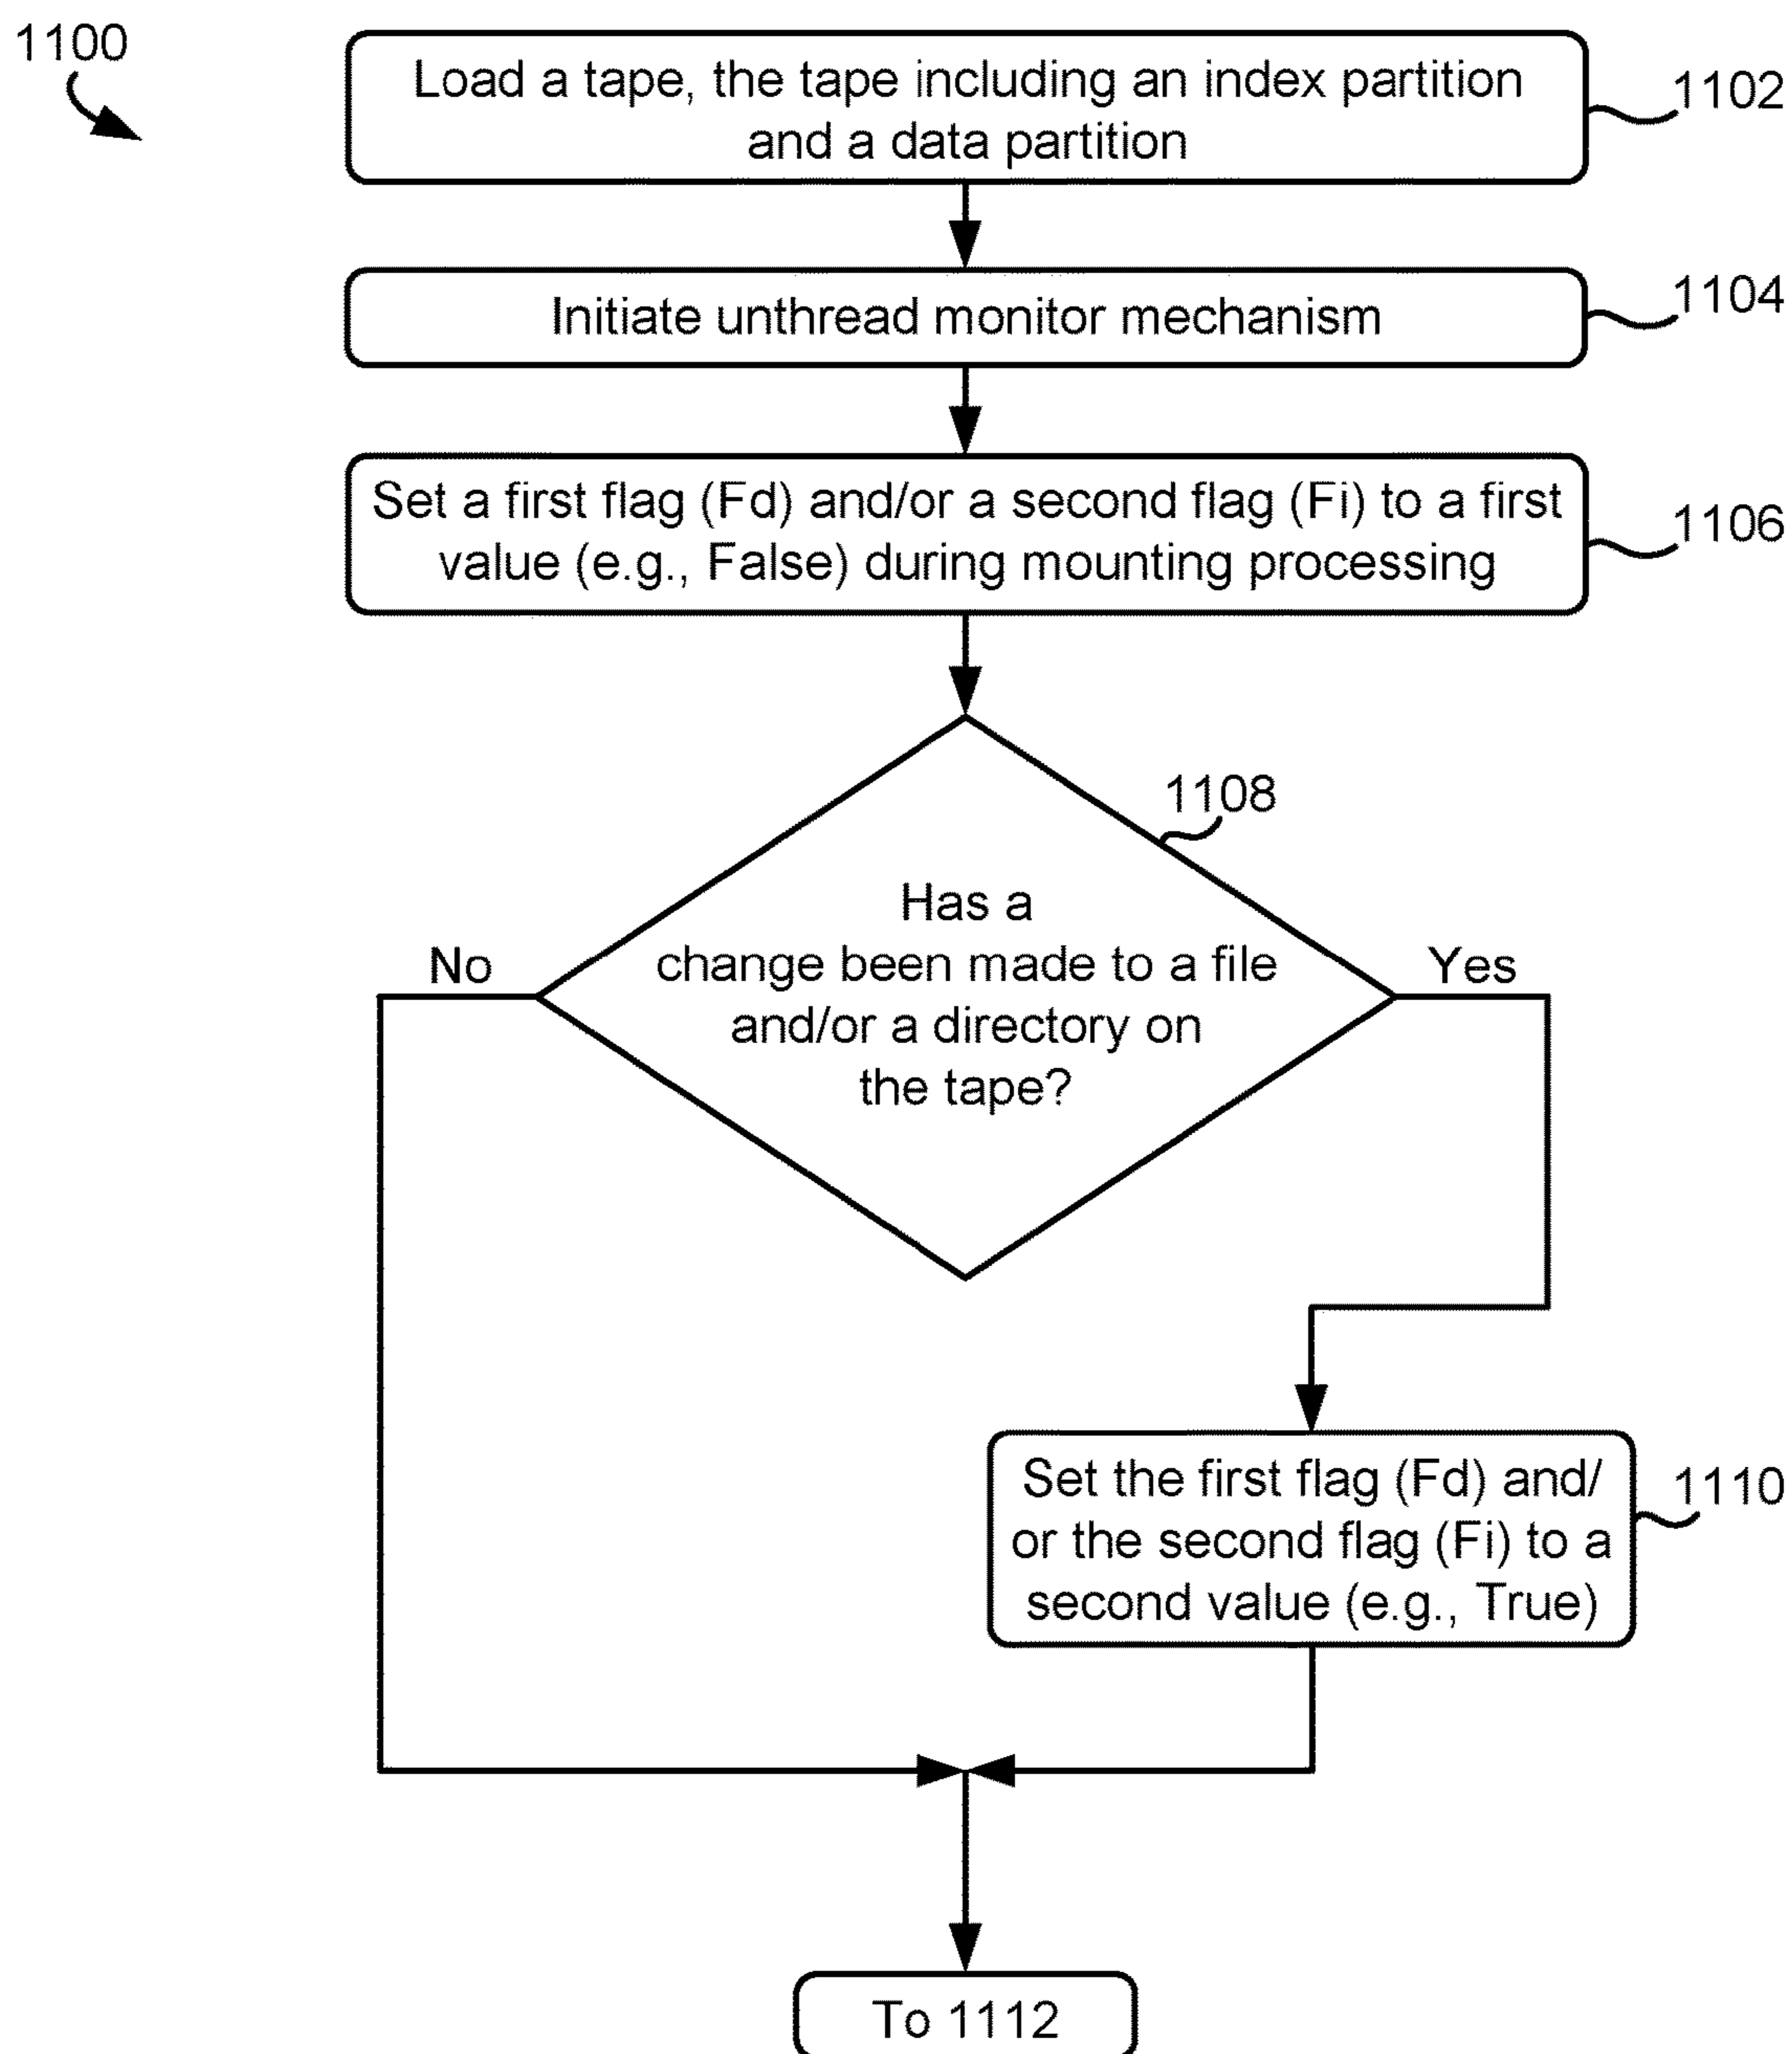 1100
Load a tape, the tape including an index partition
and a data partition
1102
Initiate unthread monitor mechanism
1104
Set a first flag (Fd) and/or a second flag (Fi) to a first
value (e.g., False) during mounting processing
1106
1108
Has a
change been made to a file
and/or a directory on
the tape?
No
Yes
Set the first flag (Fd) and/
or the second flag (Fi) to a
second value (e.g., True)
1110
To 1112